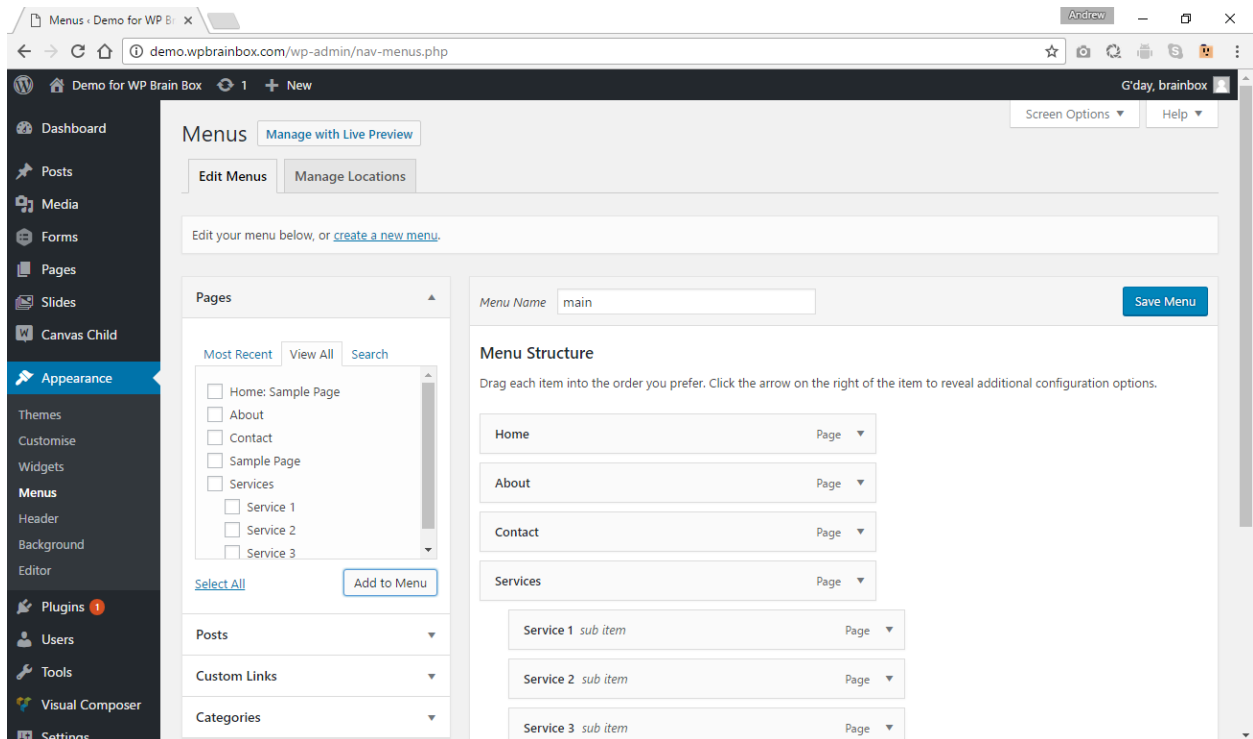 Menus ‹ Demo for WP Br
Andrew
demo.wpbrainbox.com/wp-admin/nav-menus.php
Demo for WP Brain Box 1 New
G'day, brainbox
Screen Options Help
Dashboard
Posts
Media
Forms
Pages
Slides
Canvas Child
Appearance
Themes
Customise
Widgets
Menus
Header
Background
Editor
Plugins 1
Users
Tools
Visual Composer
Settings
Menus Manage with Live Preview
Edit Menus Manage Locations
Edit your menu below, or create a new menu.
Pages
Most Recent View All Search
Home: Sample Page
About
Contact
Sample Page
Services
Service 1
Service 2
Service 3
Select All Add to Menu
Posts
Custom Links
Categories
Menu Name main Save Menu
Menu Structure
Drag each item into the order you prefer. Click the arrow on the right of the item to reveal additional configuration options.
Home Page
About Page
Contact Page
Services Page
Service 1 sub item Page
Service 2 sub item Page
Service 3 sub item Page